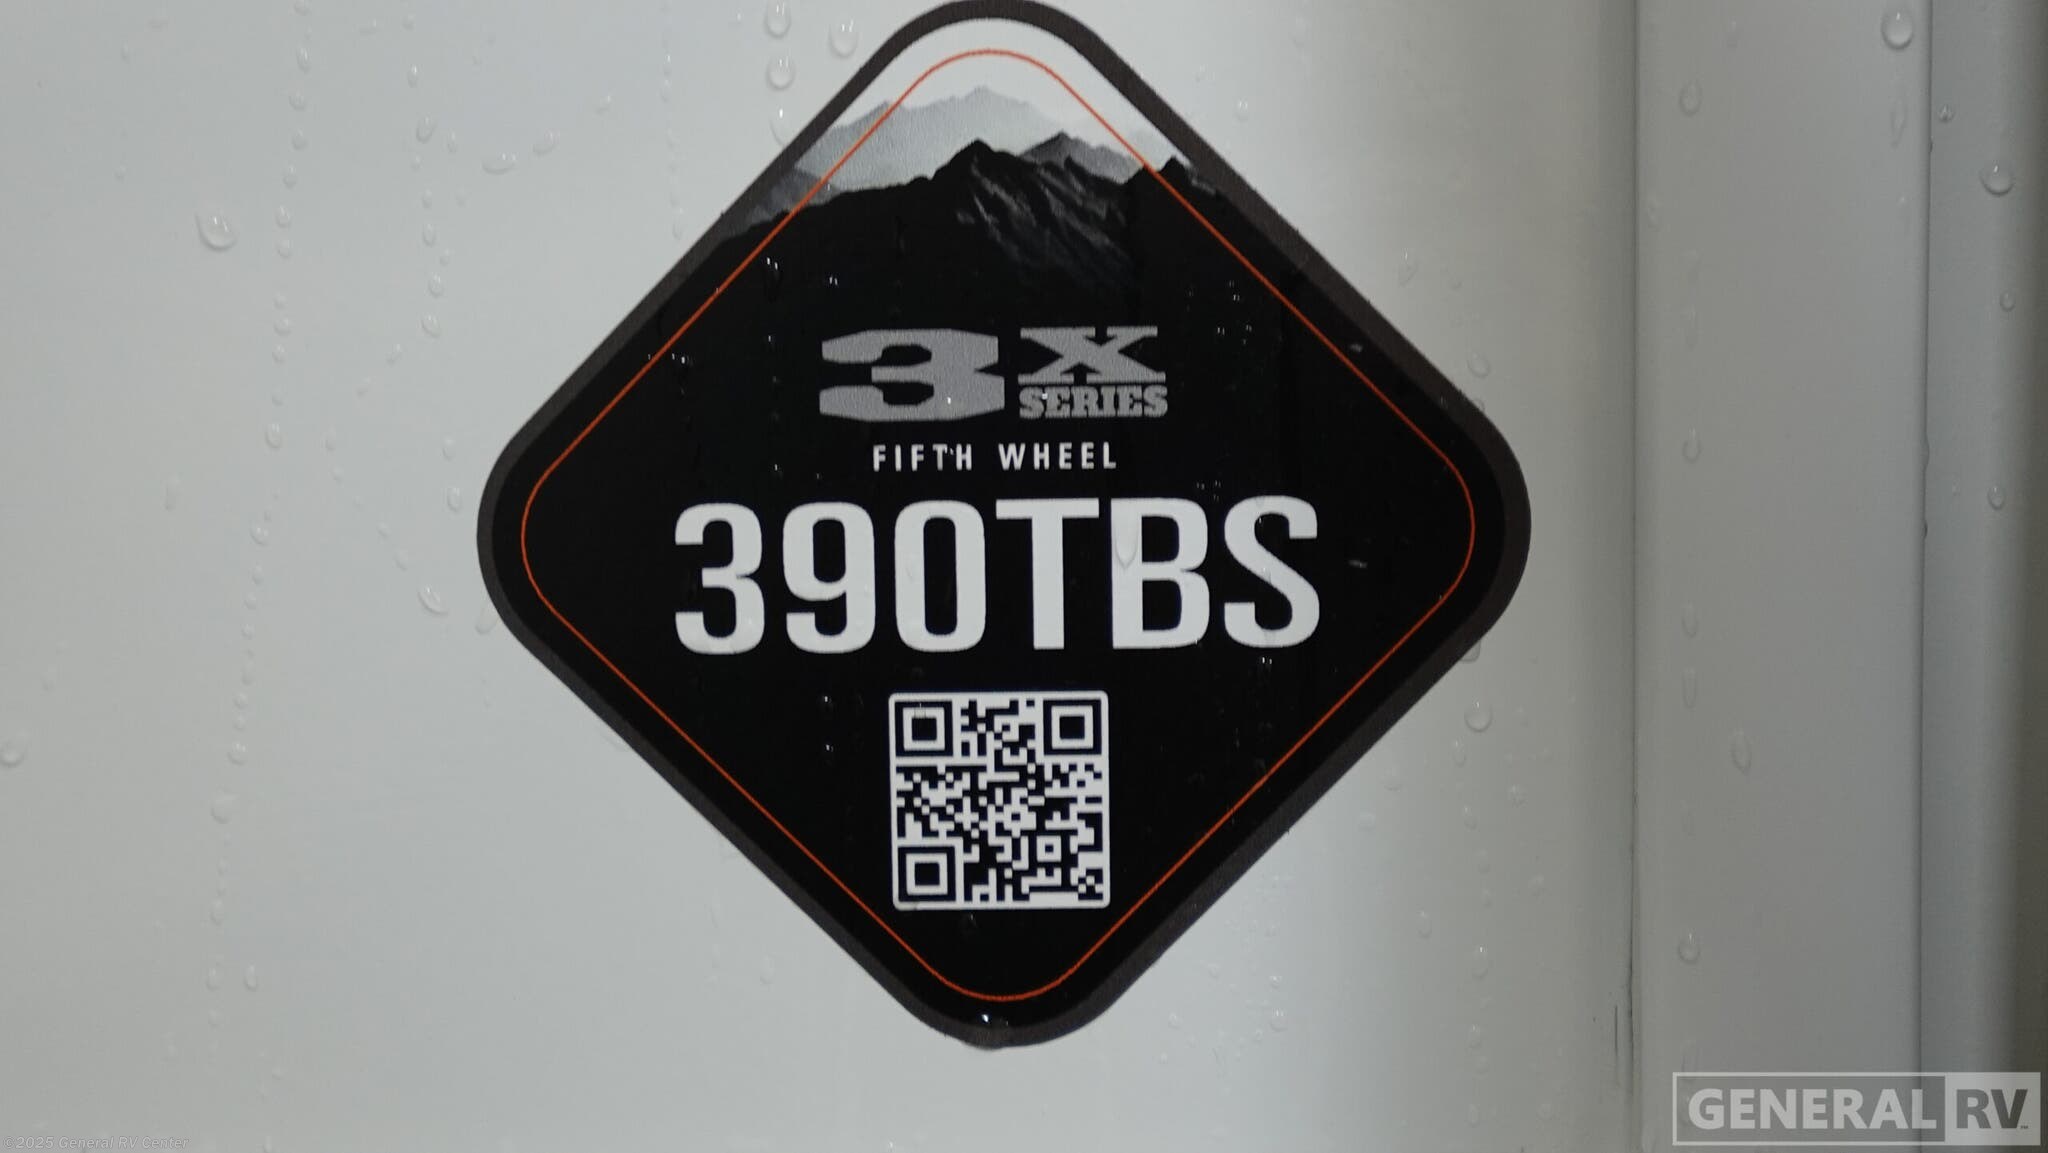 3X
SERIES
FIFTH WHEEL
390TBS
GENERAL RV
©2025 General RV Center